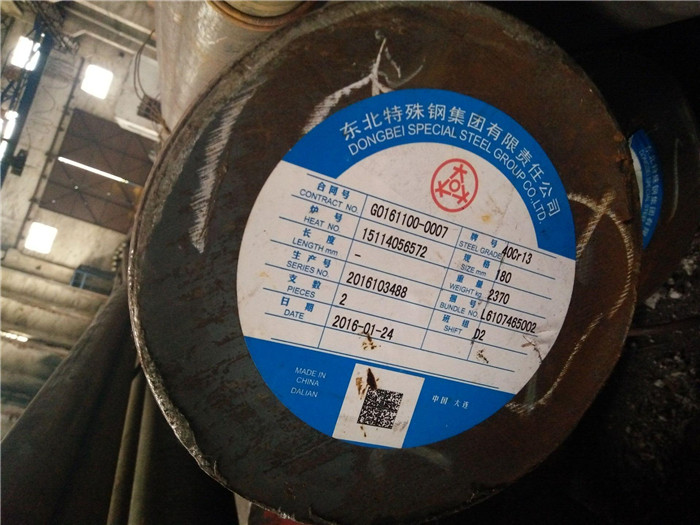 东北特殊钢集团有限责任公司
DONGBEI SPECIAL STEEL GROUP CO.,LTD.
合同号 CONTRACT NO. G0161100-0007
牌号 STEEL GRADE 40Cr13
炉号 HEAT NO. 15114056572
规格 SIZE mm 180
长度 LENGTH mm -
重量 WEIGHT kg 2370
生产号 SERIES NO 2016103488
捆号 BUNDLE NO. L6107465002
支数 PIECES 2
班组 SHIFT D2
日期 DATE 2016-01-24
MADE IN
CHINA
DALIAN
中国 大连